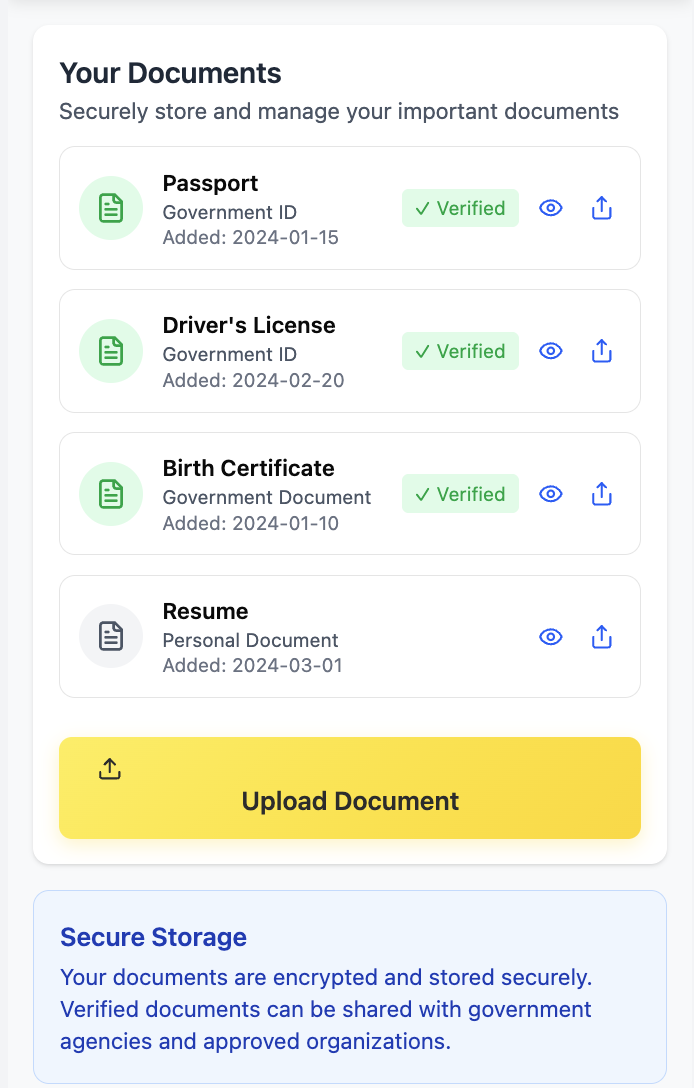 Your Documents
Securely store and manage your important documents
Passport
Government ID
Added: 2024-01-15
✓ Verified
Driver's License
Government ID
Added: 2024-02-20
✓ Verified
Birth Certificate
Government Document
Added: 2024-01-10
✓ Verified
Resume
Personal Document
Added: 2024-03-01
Upload Document
Secure Storage
Your documents are encrypted and stored securely.
Verified documents can be shared with government
agencies and approved organizations.